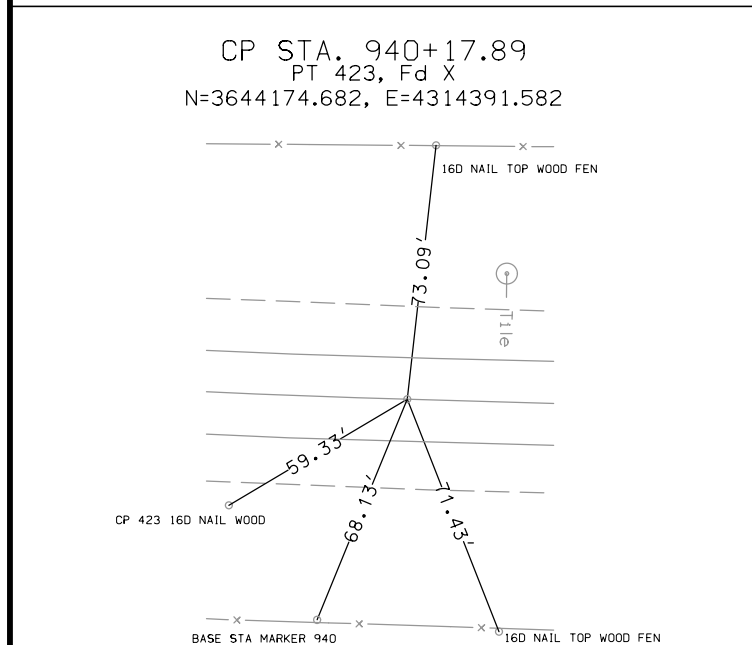 CP STA. 940+17.89
PT 423, Fd X
N=3644174.682, E=4314391.582
16D NAIL TOP WOOD FEN
73.09'
Tile
59.33'
68.13'
71.43'
CP 423 16D NAIL WOOD
BASE STA MARKER 940
16D NAIL TOP WOOD FEN